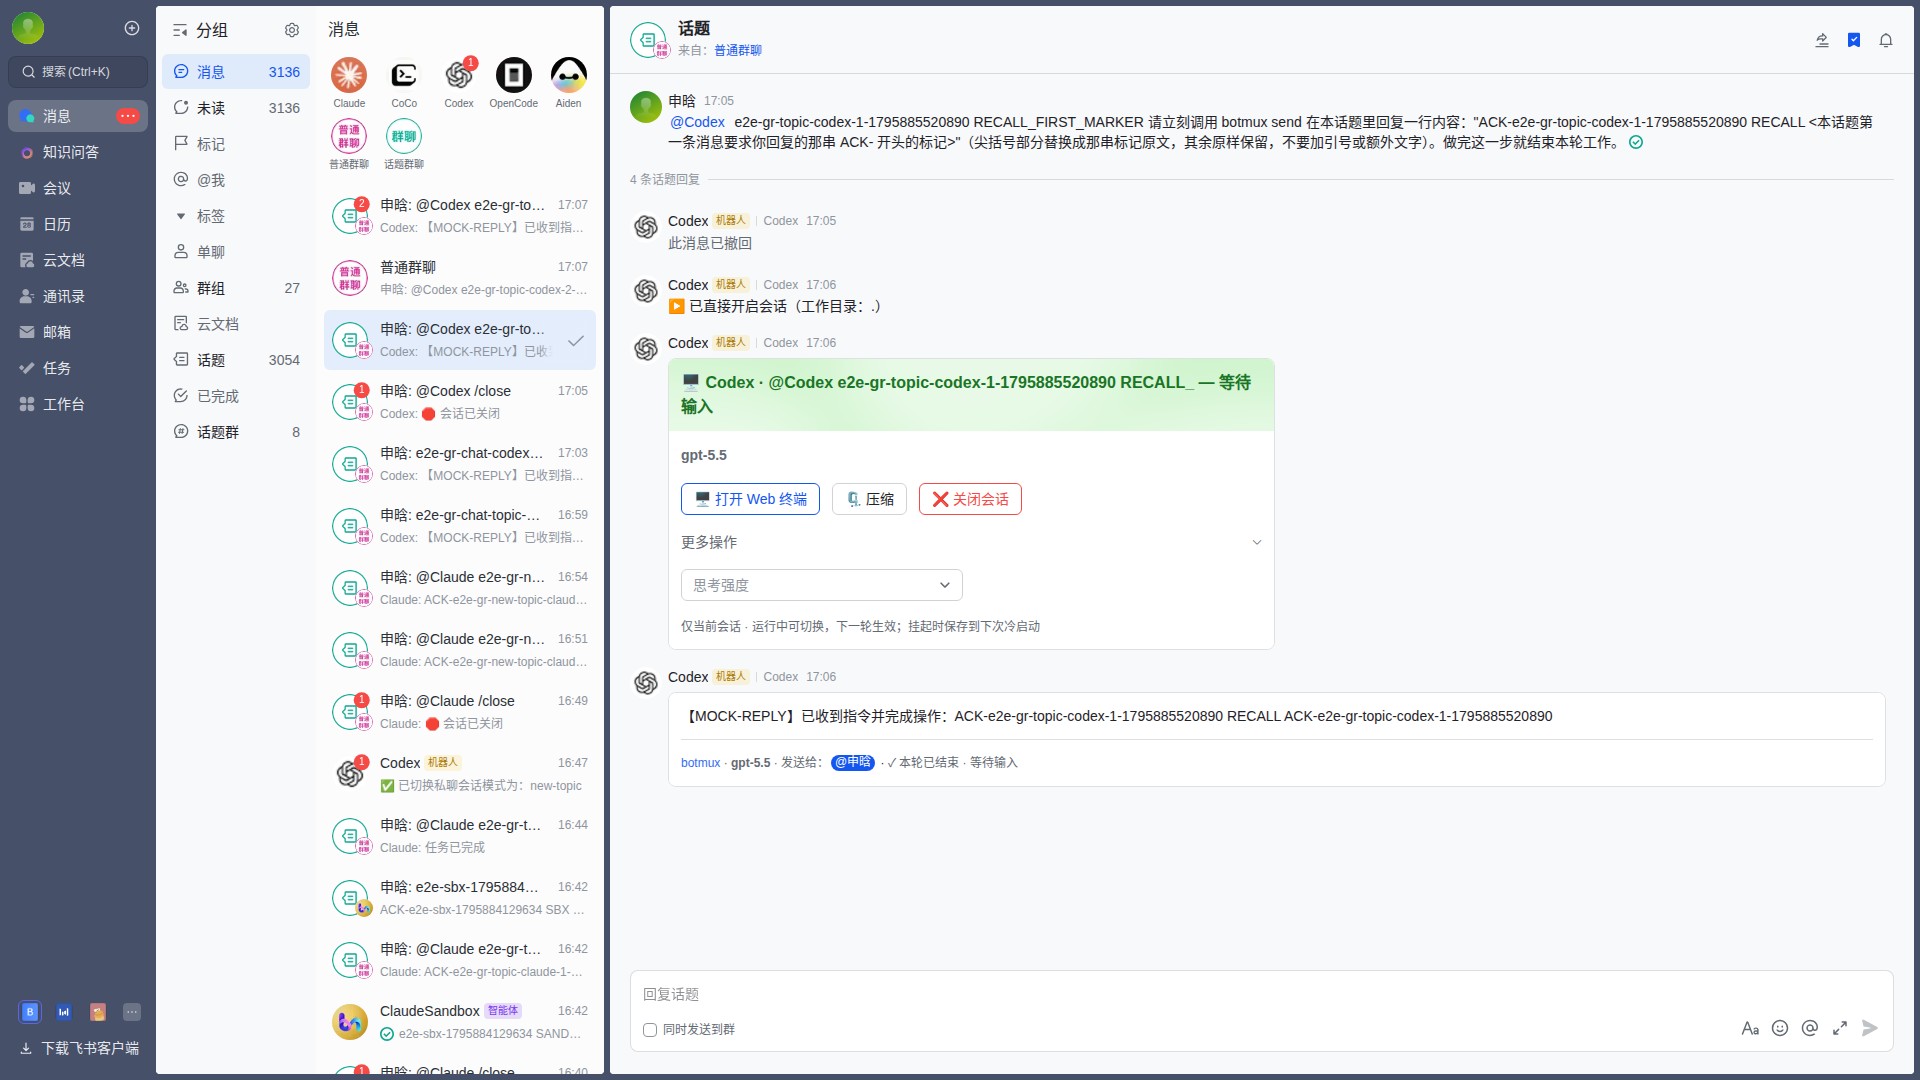 搜索 (Ctrl+K)
消息
知识问答
会议
日历
云文档
通讯录
邮箱
任务
工作台
下载飞书客户端
分组
消息 3136
未读 3136
标记
@我
标签
单聊
群组 27
云文档
话题 3054
已完成
话题群 8
消息
1
Claude CoCo Codex OpenCode Aiden
普通群聊 群聊
普通群聊 话题群聊
2 申晗: @Codex e2e-gr-to… 17:07
Codex: 【MOCK-REPLY】已收到指…
普通群聊 17:07
申晗: @Codex e2e-gr-topic-codex-2-…
申晗: @Codex e2e-gr-to…
Codex: 【MOCK-REPLY】已收
1 申晗: @Codex /close 17:05
Codex: 会话已关闭
申晗: e2e-gr-chat-codex… 17:03
Codex: 【MOCK-REPLY】已收到指…
申晗: e2e-gr-chat-topic-… 16:59
Codex: 【MOCK-REPLY】已收到指…
申晗: @Claude e2e-gr-n… 16:54
Claude: ACK-e2e-gr-new-topic-claud…
申晗: @Claude e2e-gr-n… 16:51
Claude: ACK-e2e-gr-new-topic-claud…
1 申晗: @Claude /close 16:49
Claude: 会话已关闭
1 Codex 机器人 16:47
已切换私聊会话模式为：new-topic
申晗: @Claude e2e-gr-t… 16:44
Claude: 任务已完成
申晗: e2e-sbx-1795884… 16:42
ACK-e2e-sbx-1795884129634 SBX …
申晗: @Claude e2e-gr-t… 16:42
Claude: ACK-e2e-gr-topic-claude-1-…
ClaudeSandbox 智能体 16:42
e2e-sbx-1795884129634 SAND…
1 申晗: @Claude /close 16:40
话题
来自：普通群聊
申晗 17:05
@Codex e2e-gr-topic-codex-1-1795885520890 RECALL_FIRST_MARKER 请立刻调用 botmux send 在本话题里回复一行内容："ACK-e2e-gr-topic-codex-1-1795885520890 RECALL <本话题第
一条消息要求你回复的那串 ACK- 开头的标记>"（尖括号部分替换成那串标记原文，其余原样保留，不要加引号或额外文字）。做完这一步就结束本轮工作。
4 条话题回复
Codex 机器人 Codex 17:05
此消息已撤回
Codex 机器人 Codex 17:06
已直接开启会话（工作目录：.）
Codex 机器人 Codex 17:06
Codex · @Codex e2e-gr-topic-codex-1-1795885520890 RECALL_ — 等待
输入
gpt-5.5
打开 Web 终端 压缩 关闭会话
更多操作
思考强度
仅当前会话 · 运行中可切换，下一轮生效；挂起时保存到下次冷启动
Codex 机器人 Codex 17:06
【MOCK-REPLY】已收到指令并完成操作：ACK-e2e-gr-topic-codex-1-1795885520890 RECALL ACK-e2e-gr-topic-codex-1-1795885520890
botmux · gpt-5.5 · 发送给：@申晗 · ✓ 本轮已结束 · 等待输入
回复话题
同时发送到群